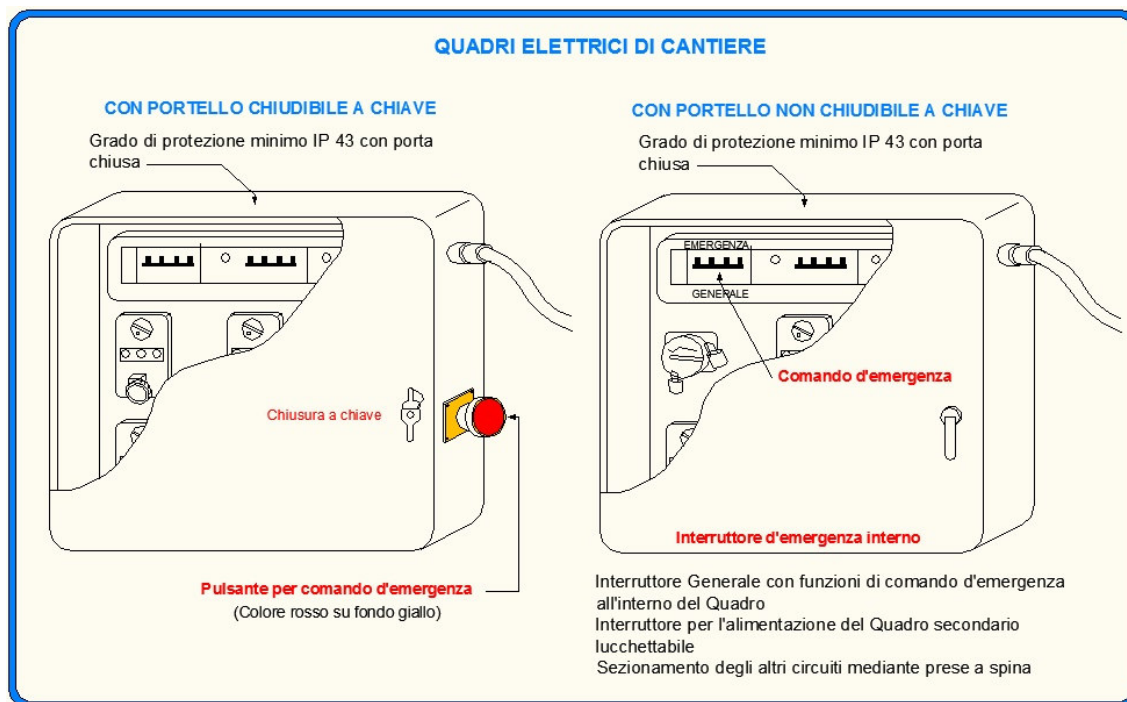 QUADRI ELETTRICI DI CANTIERE
CON PORTELLO CHIUDIBILE A CHIAVE
Grado di protezione minimo IP 43 con porta
chiusa
Chiusura a chiave
Pulsante per comando d'emergenza
(Colore rosso su fondo giallo)
CON PORTELLO NON CHIUDIBILE A CHIAVE
Grado di protezione minimo IP 43 con porta
chiusa
EMERGENZA
GENERALE
Comando d'emergenza
Interruttore d'emergenza interno
Interruttore Generale con funzioni di comando d'emergenza
all'interno del Quadro
Interruttore per l'alimentazione del Quadro secondario
lucchettabile
Sezionamento degli altri circuiti mediante prese a spina